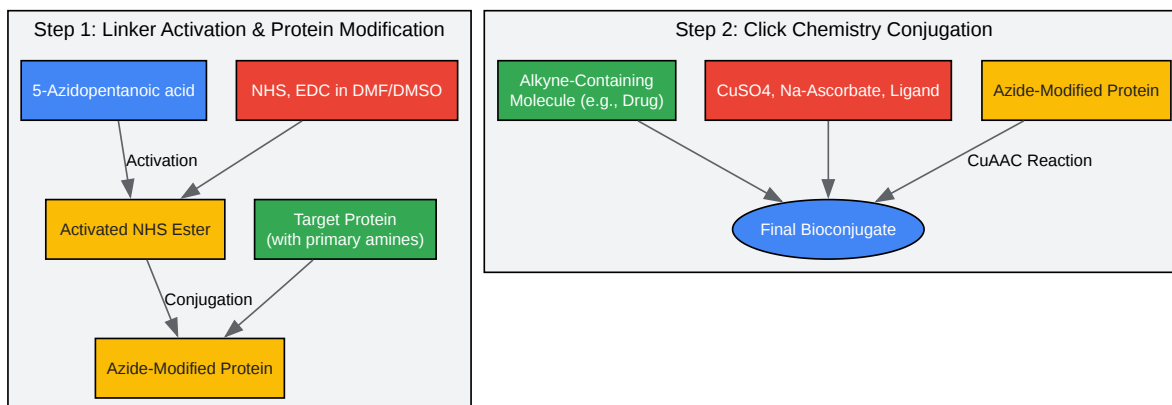 Step 1: Linker Activation & Protein Modification
5-Azidopentanoic acid
NHS, EDC in DMF/DMSO
Activation
Activated NHS Ester
Target Protein
(with primary amines)
Conjugation
Azide-Modified Protein
Step 2: Click Chemistry Conjugation
Alkyne-Containing
Molecule (e.g., Drug)
CuSO4, Na-Ascorbate, Ligand
Azide-Modified Protein
CuAAC Reaction
Final Bioconjugate